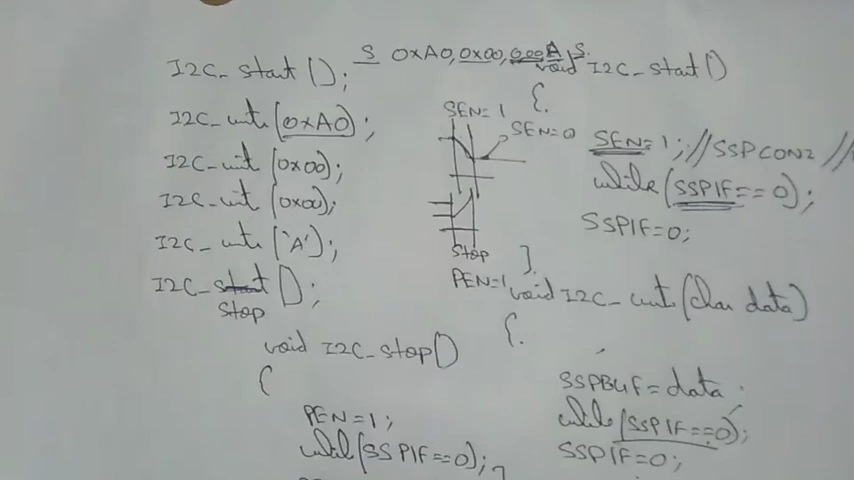 S 0xA0, 0x00, 0x00, A S.
I2C_start();
I2C_write(0xA0);
I2C_write(0x00);
I2C_write(0x00);
I2C_write('A');
I2C_start();
stop
SEN=1
SEN=0
Stop
PEN=1
void I2C_start()
{
SEN=1; //SSPCON2 //
while(SSPIF==0);
SSPIF=0;
}
void I2C_write(char data)
{
SSPBUF=data
while(SSPIF==0);
SSPIF=0;
void I2C_stop()
{
PEN=1;
while(SSPIF==0);